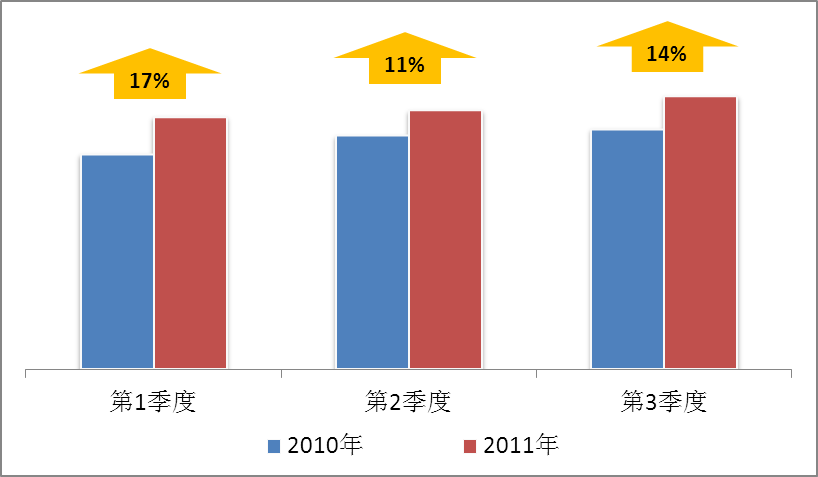 17%
11%
14%
第1季度
第2季度
第3季度
2010年
2011年